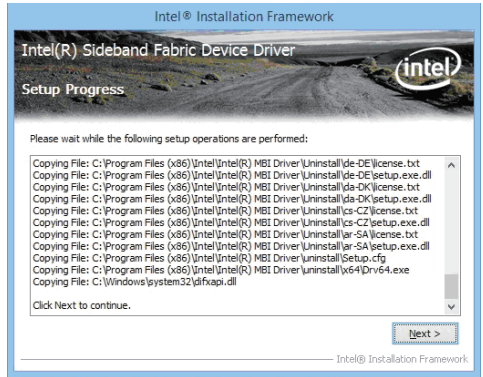 Intel® Installation Framework
Intel(R) Sideband Fabric Device Driver
intel
Setup Progress
Please wait while the following setup operations are performed:
Copying File: C:\Program Files (x86)\Intel\Intel(R) MBI Driver\Uninstall\de-DE\license.txt
Copying File: C:\Program Files (x86)\Intel\Intel(R) MBI Driver\Uninstall\de-DE\setup.exe.dll
Copying File: C:\Program Files (x86)\Intel\Intel(R) MBI Driver\Uninstall\da-DK\license.txt
Copying File: C:\Program Files (x86)\Intel\Intel(R) MBI Driver\Uninstall\da-DK\setup.exe.dll
Copying File: C:\Program Files (x86)\Intel\Intel(R) MBI Driver\Uninstall\cs-CZ\license.txt
Copying File: C:\Program Files (x86)\Intel\Intel(R) MBI Driver\Uninstall\cs-CZ\setup.exe.dll
Copying File: C:\Program Files (x86)\Intel\Intel(R) MBI Driver\Uninstall\ar-SA\license.txt
Copying File: C:\Program Files (x86)\Intel\Intel(R) MBI Driver\Uninstall\ar-SA\setup.exe.dll
Copying File: C:\Program Files (x86)\Intel\Intel(R) MBI Driver\uninstall\Setup.cfg
Copying File: C:\Program Files (x86)\Intel\Intel(R) MBI Driver\uninstall\x64\Drv64.exe
Copying File: C:\Windows\system32\difxapi.dll
Click Next to continue.
Next >
Intel® Installation Framework